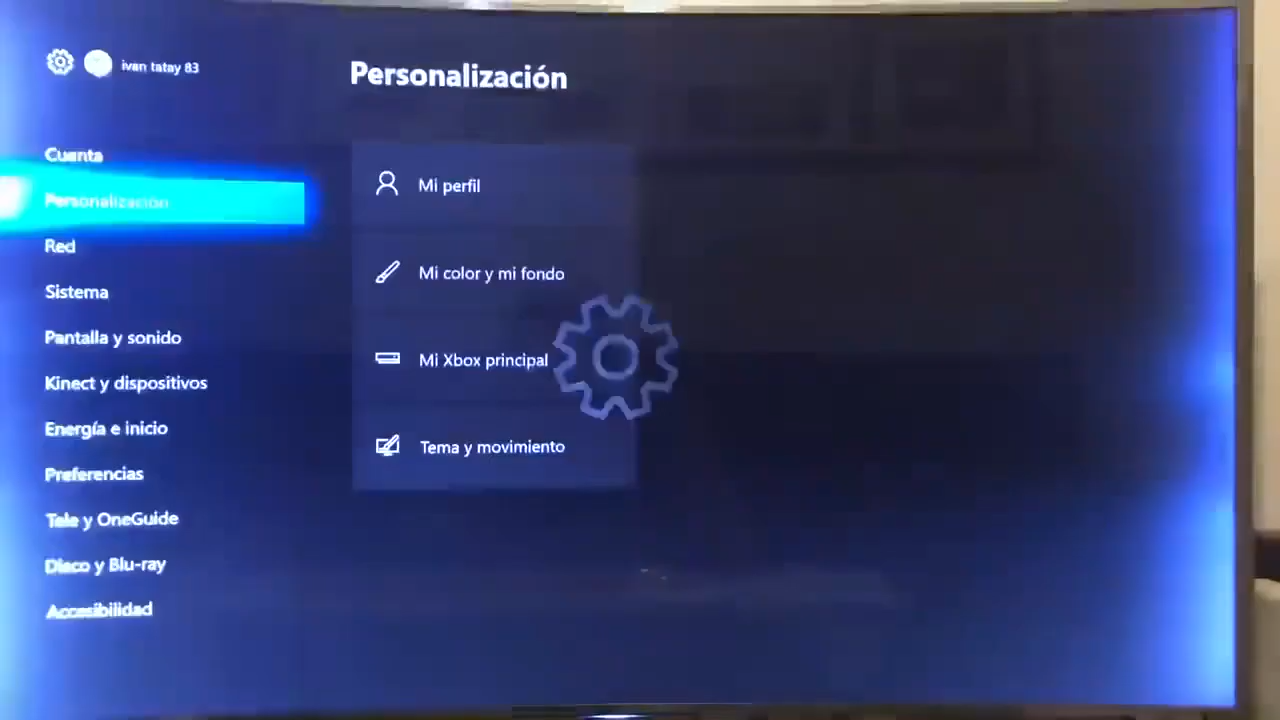 ivan tatay 83
Personalización
Cuenta
Personalización
Red
Sistema
Pantalla y sonido
Kinect y dispositivos
Energía e inicio
Preferencias
Tele y OneGuide
Disco y Blu-ray
Accesibilidad
Mi perfil
Mi color y mi fondo
Mi Xbox principal
Tema y movimiento